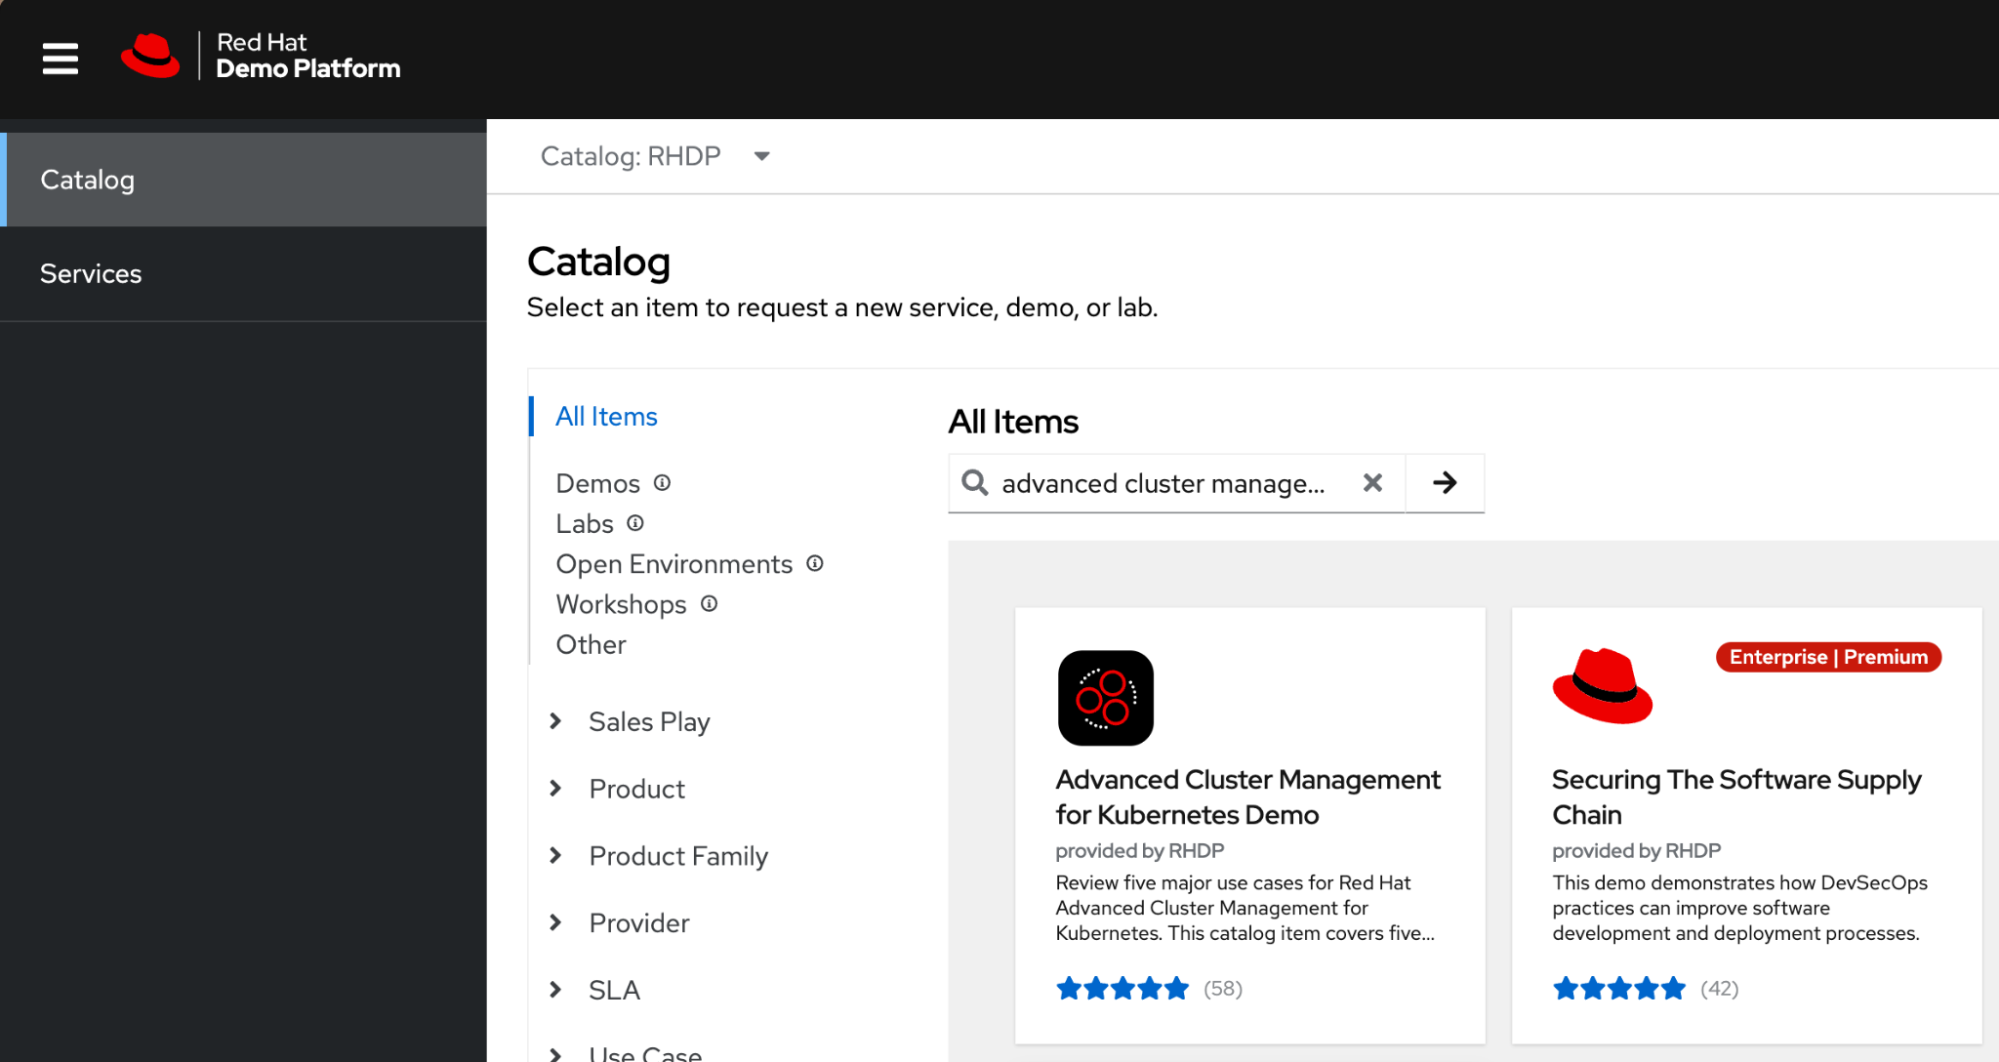 Red Hat
Demo Platform
Catalog
Services
Catalog: RHDP
Catalog
Select an item to request a new service, demo, or lab.
All Items
Demos
Labs
Open Environments
Workshops
Other
Sales Play
Product
Product Family
Provider
SLA
Use Case
All Items
advanced cluster manage...
Advanced Cluster Management
for Kubernetes Demo
provided by RHDP
Review five major use cases for Red Hat
Advanced Cluster Management for
Kubernetes. This catalog item covers five...
(58)
Enterprise | Premium
Securing The Software Supply
Chain
provided by RHDP
This demo demonstrates how DevSecOps
practices can improve software
development and deployment processes.
(42)